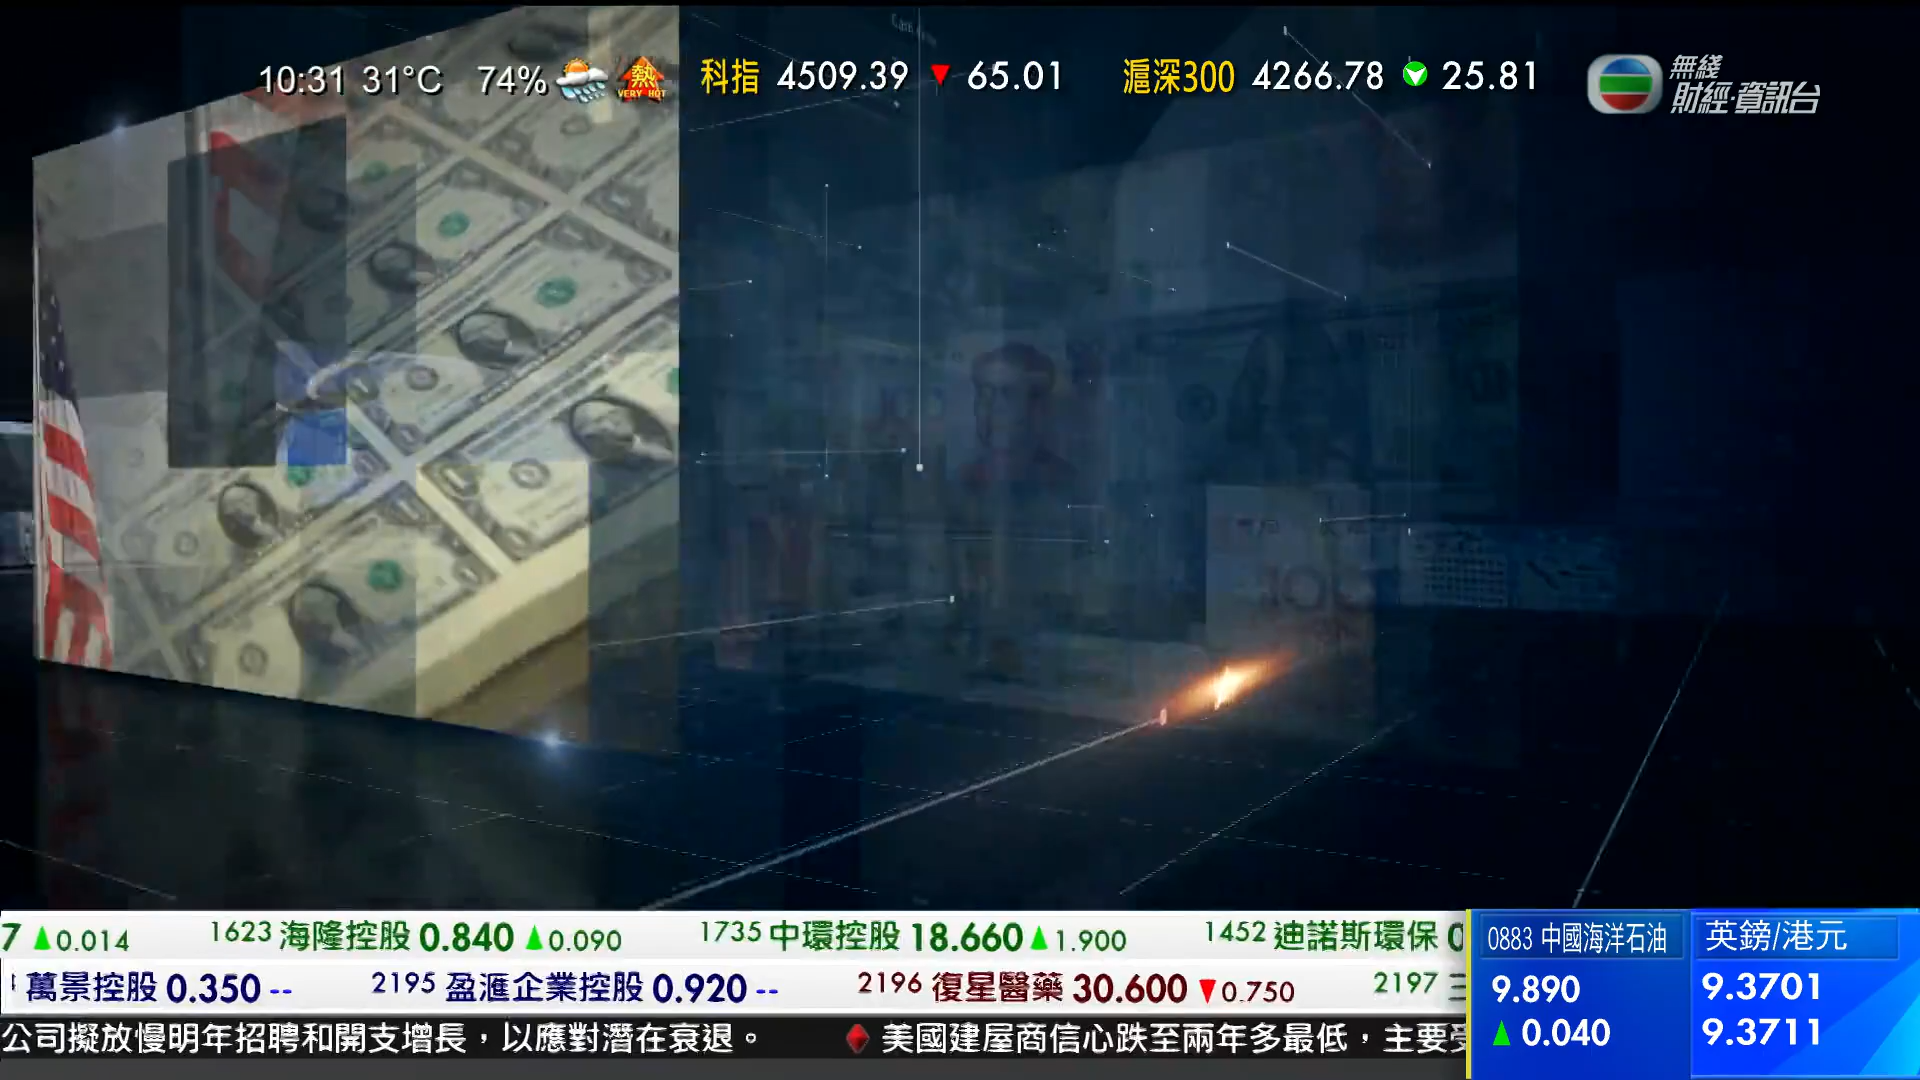 10:31 31°C 74% 熱 VERY HOT 科指 4509.39 ▼ 65.01 滬深300 4266.78 25.81
無綫
財經·資訊台
7 ▲0.014 1623 海隆控股 0.840 ▲0.090 1735 中環控股 18.660 ▲1.900 1452 迪諾斯環保
萬景控股 0.350 -- 2195 盈滙企業控股 0.920 -- 2196 復星醫藥 30.600 ▼0.750 2197
公司擬放慢明年招聘和開支增長，以應對潛在衰退。 ◆ 美國建屋商信心跌至兩年多最低，主要受
0883 中國海洋石油
9.890
▲ 0.040
英鎊/港元
9.3701
9.3711